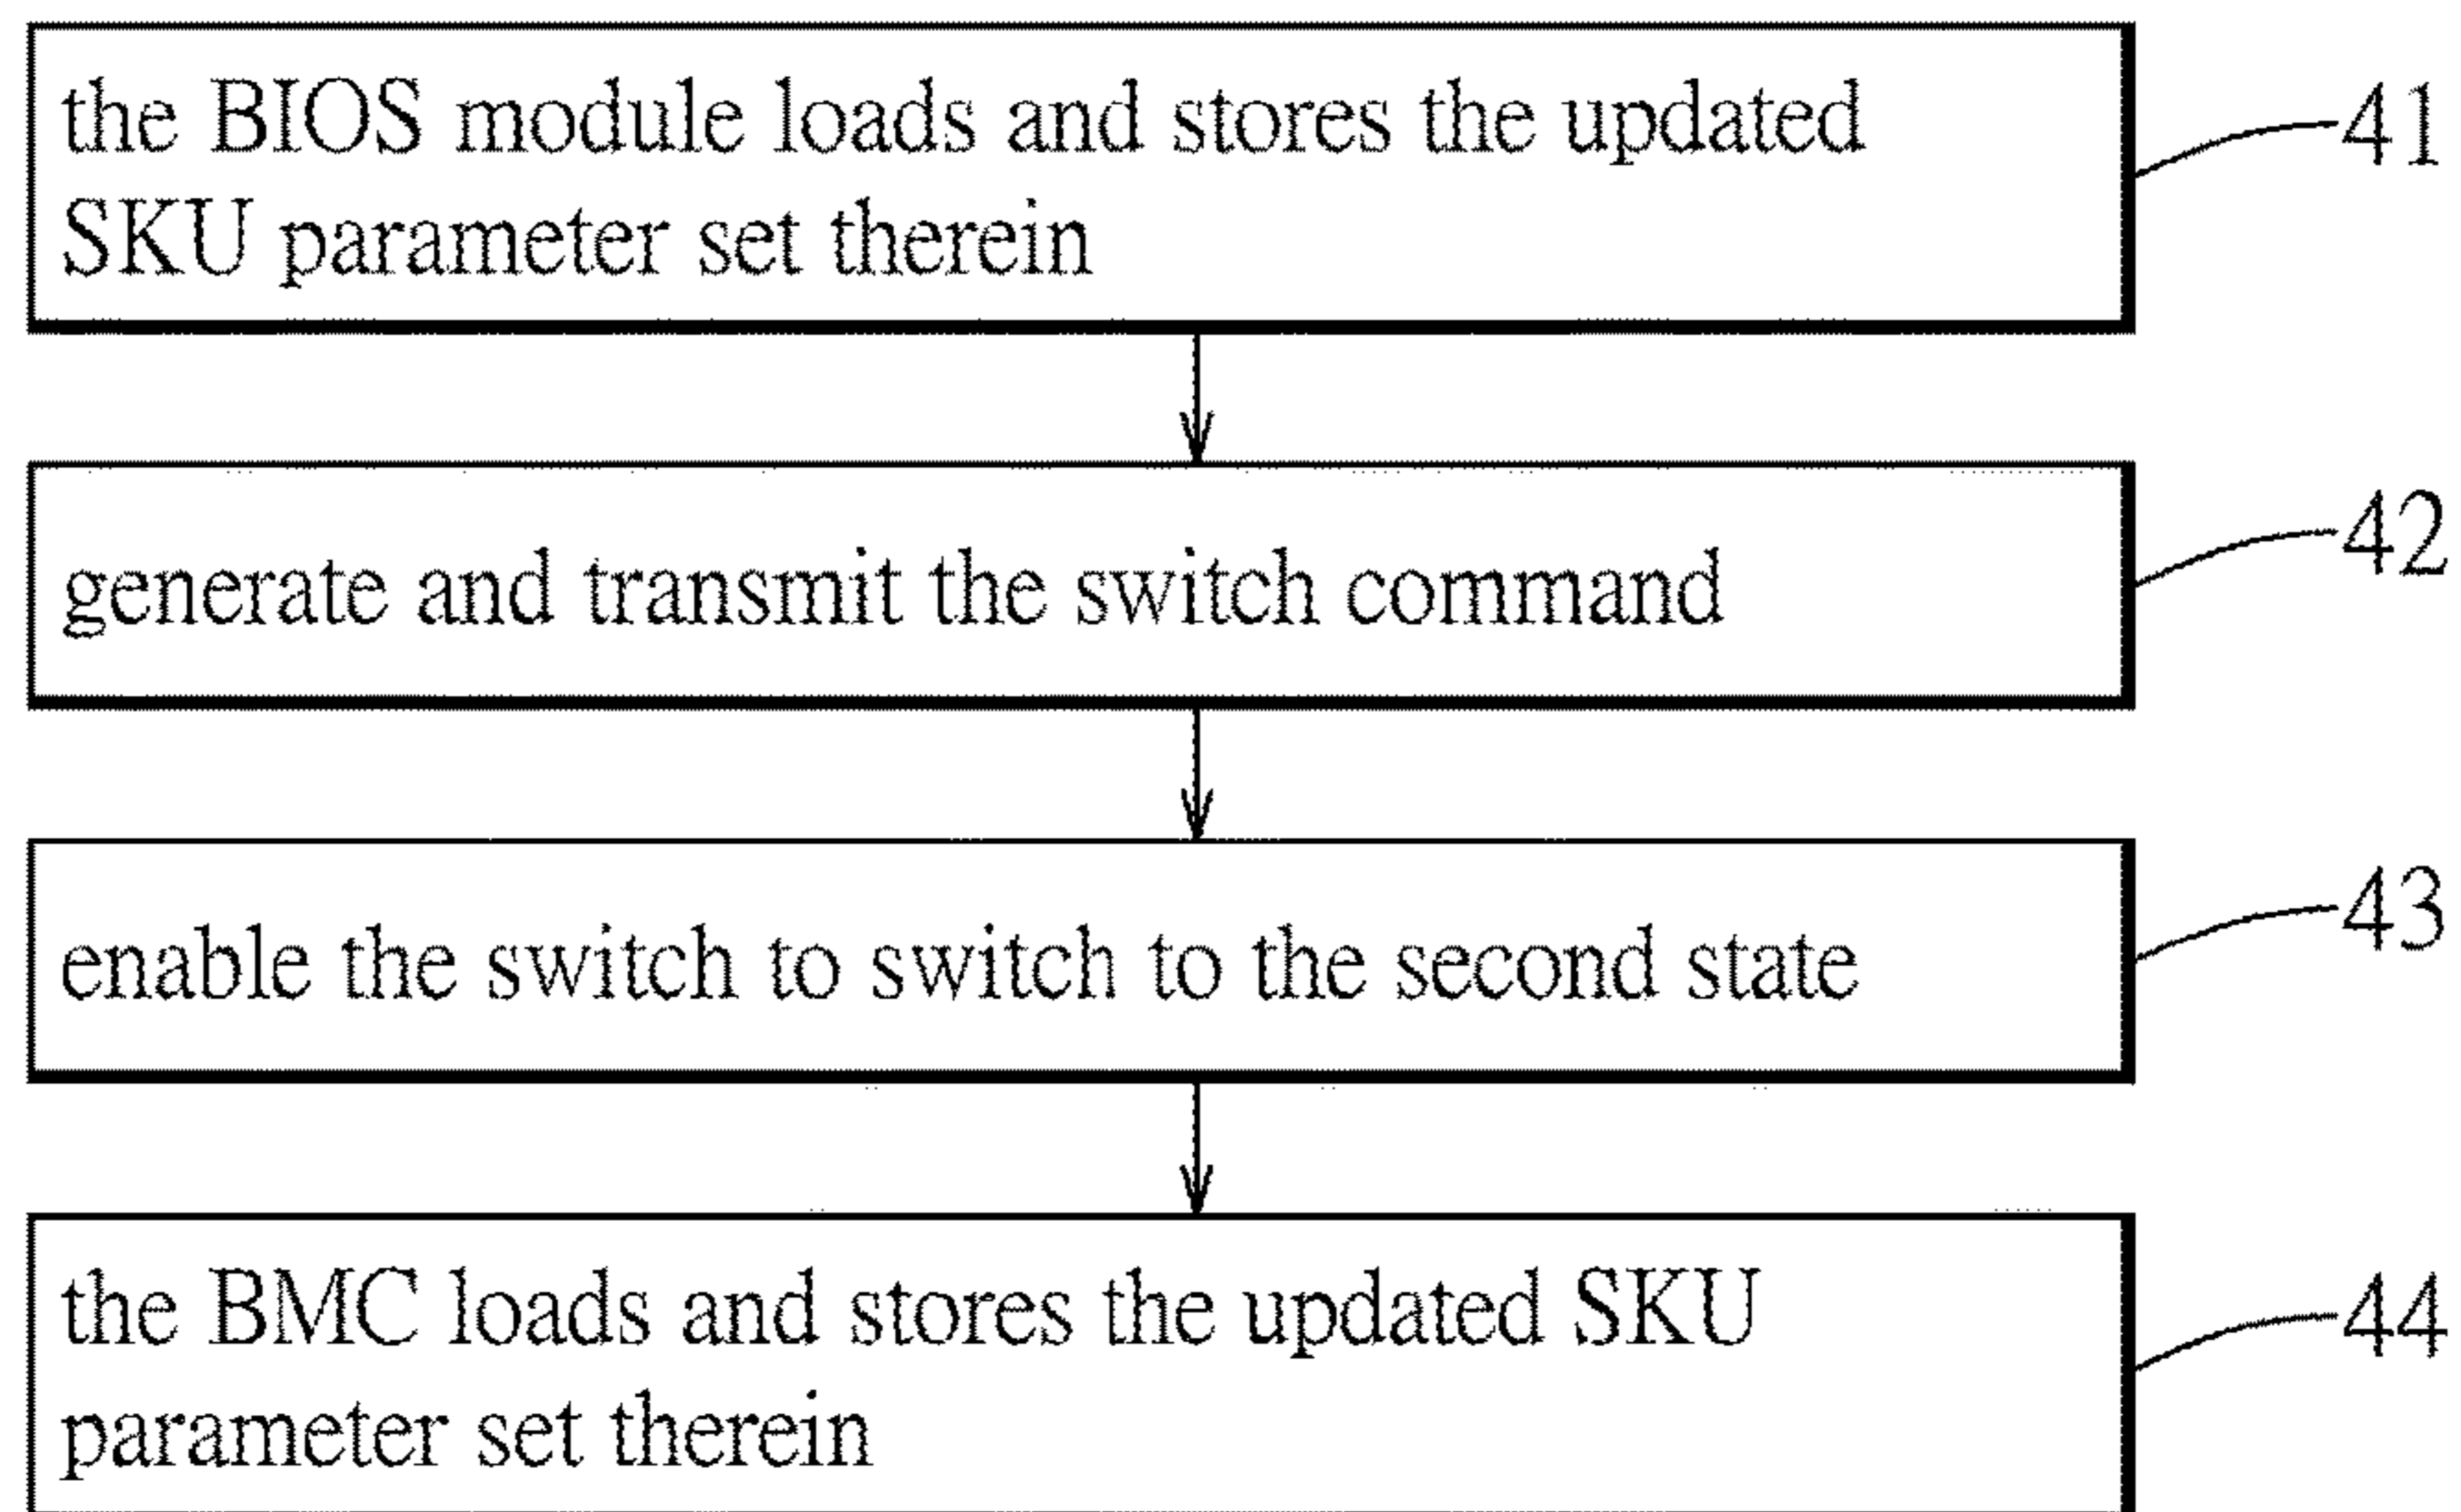 the BIOS module loads and stores the updated
SKU parameter set therein
41
generate and transmit the switch command
42
enable the switch to switch to the second state
43
the BMC loads and stores the updated SKU
parameter set therein
44